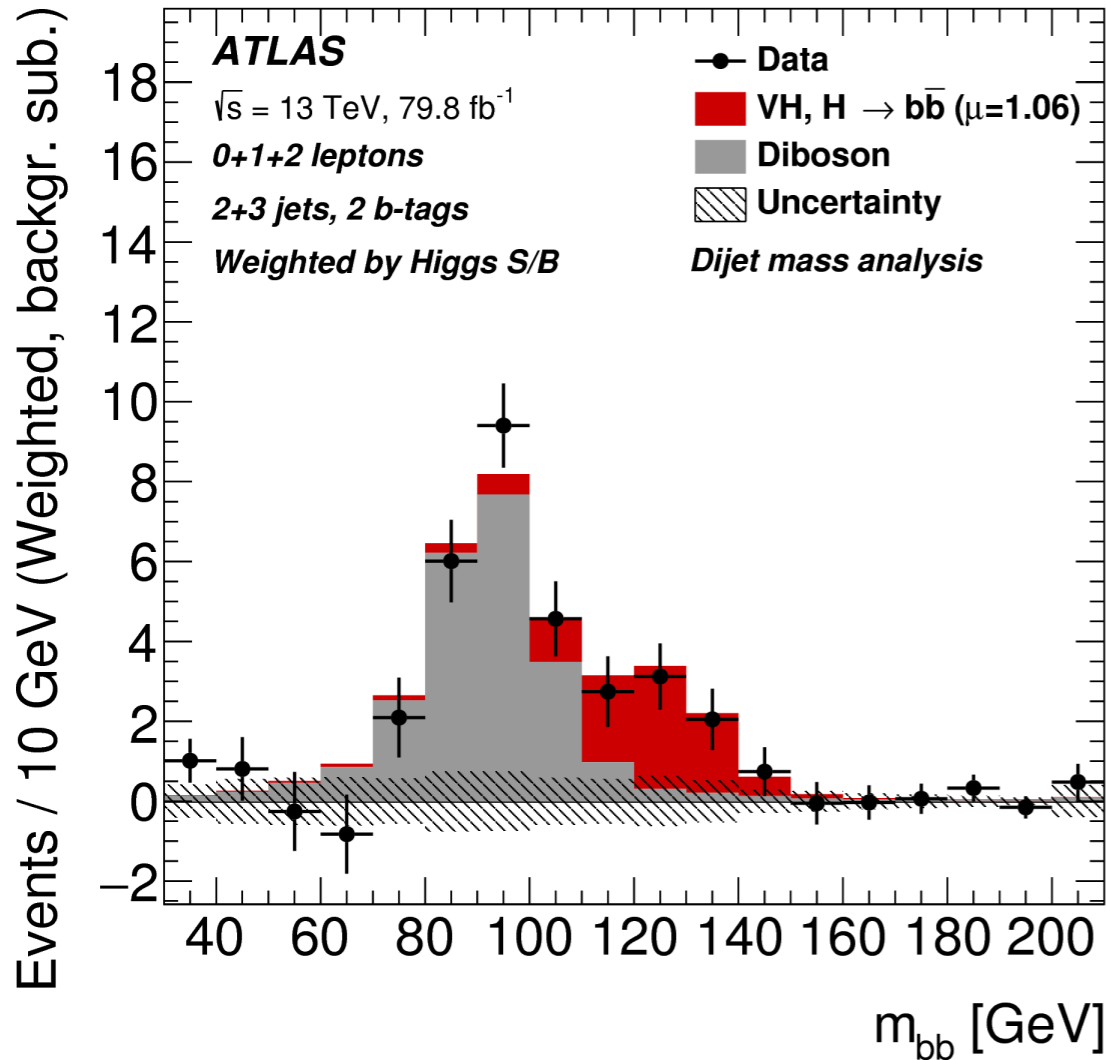 Events / 10 GeV (Weighted, backgr. sub.)
18
16
14
12
10
8
6
4
2
0
−2
ATLAS
√s = 13 TeV, 79.8 fb⁻¹
0+1+2 leptons
2+3 jets, 2 b-tags
Weighted by Higgs S/B
Data
VH, H → bb̅ (μ=1.06)
Diboson
Uncertainty
Dijet mass analysis
40 60 80 100 120 140 160 180 200
m_bb [GeV]